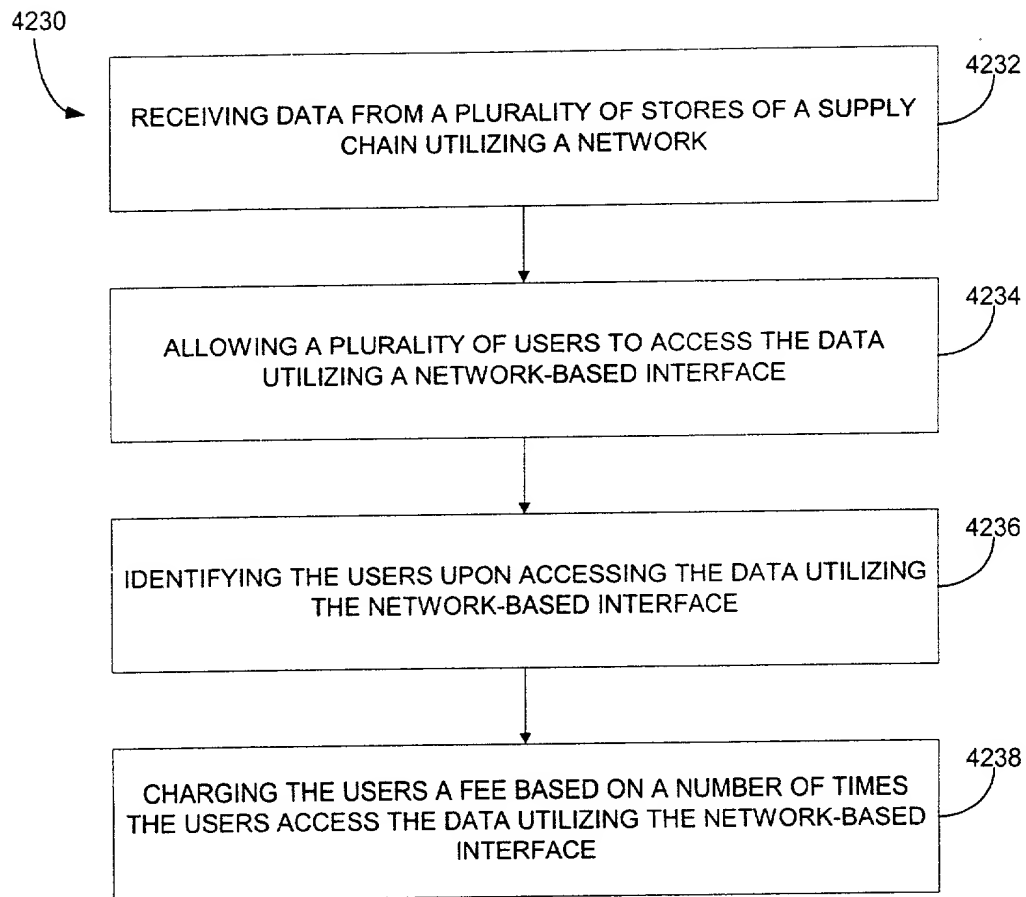 4230
4232
RECEIVING DATA FROM A PLURALITY OF STORES OF A SUPPLY
CHAIN UTILIZING A NETWORK
4234
ALLOWING A PLURALITY OF USERS TO ACCESS THE DATA
UTILIZING A NETWORK-BASED INTERFACE
4236
IDENTIFYING THE USERS UPON ACCESSING THE DATA UTILIZING
THE NETWORK-BASED INTERFACE
4238
CHARGING THE USERS A FEE BASED ON A NUMBER OF TIMES
THE USERS ACCESS THE DATA UTILIZING THE NETWORK-BASED
INTERFACE